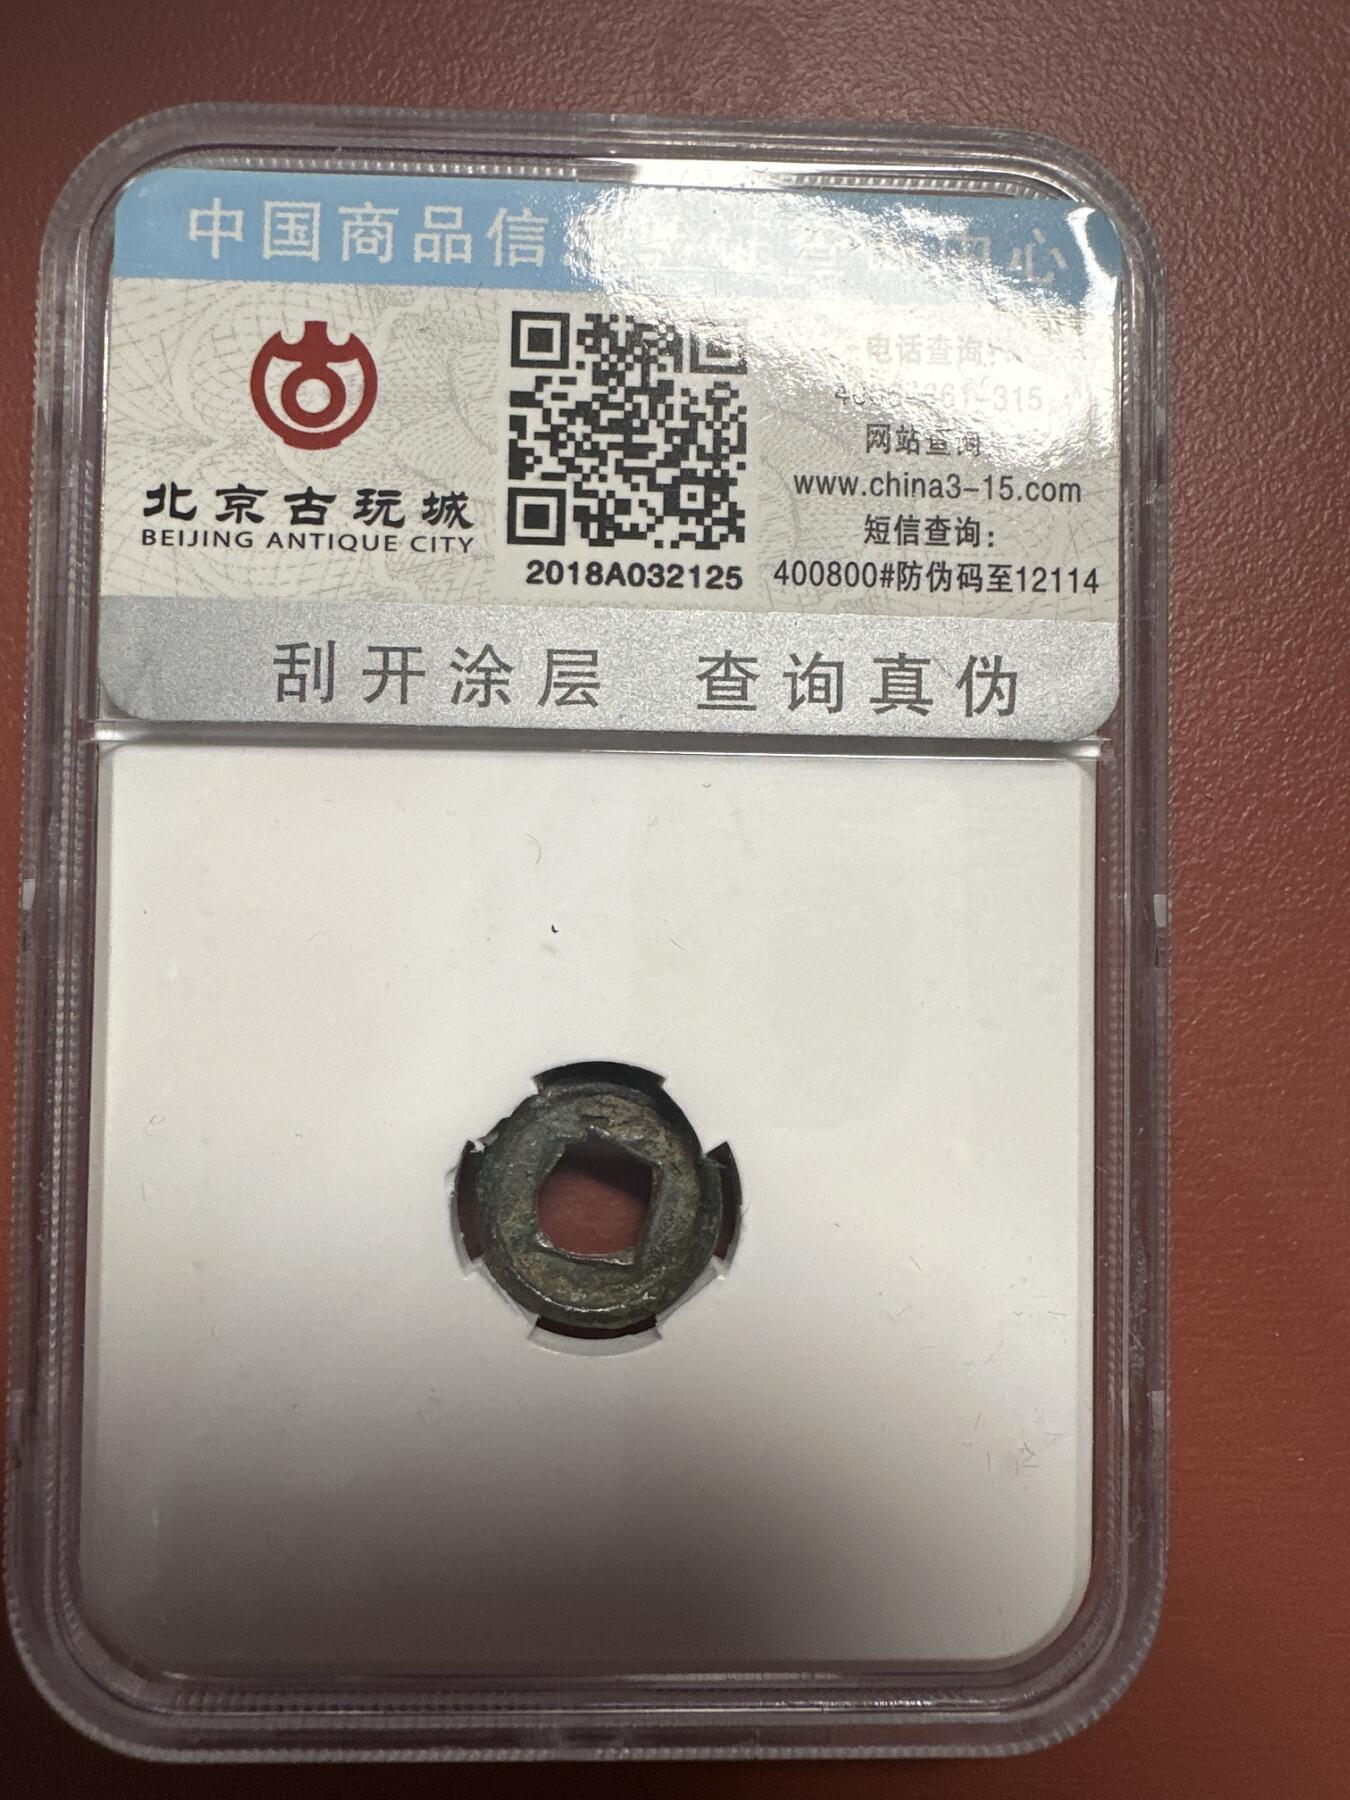 中国商品信
中心
电话查询:
-315
网站查询
www.china3-15.com
短信查询:
400800#防伪码至12114
北京古玩城
BEIJING ANTIQUE CITY
2018A032125
刮开涂层 查询真伪